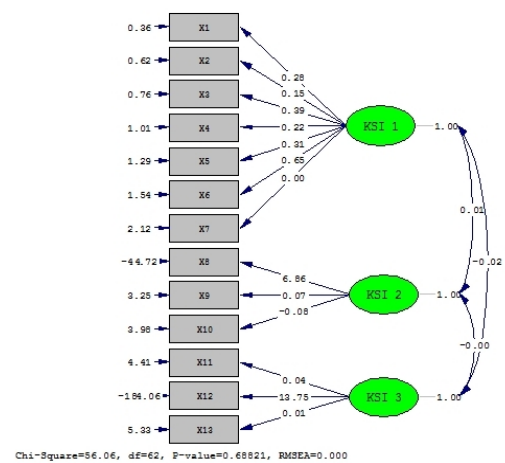 0.36 X1
0.62 X2
0.76 X3
1.01 X4
1.29 X5
1.54 X6
2.12 X7
-44.72 X8
3.25 X9
3.98 X10
4.41 X11
-184.06 X12
5.33 X13
0.28
0.15
0.39
0.22
0.31
0.65
0.00
6.86
0.07
-0.08
0.04
13.75
0.01
KSI 1 1.00
KSI 2 1.00
KSI 3 1.00
0.01
-0.02
-0.00
Chi-Square=56.06, df=62, P-value=0.68821, RMSEA=0.000